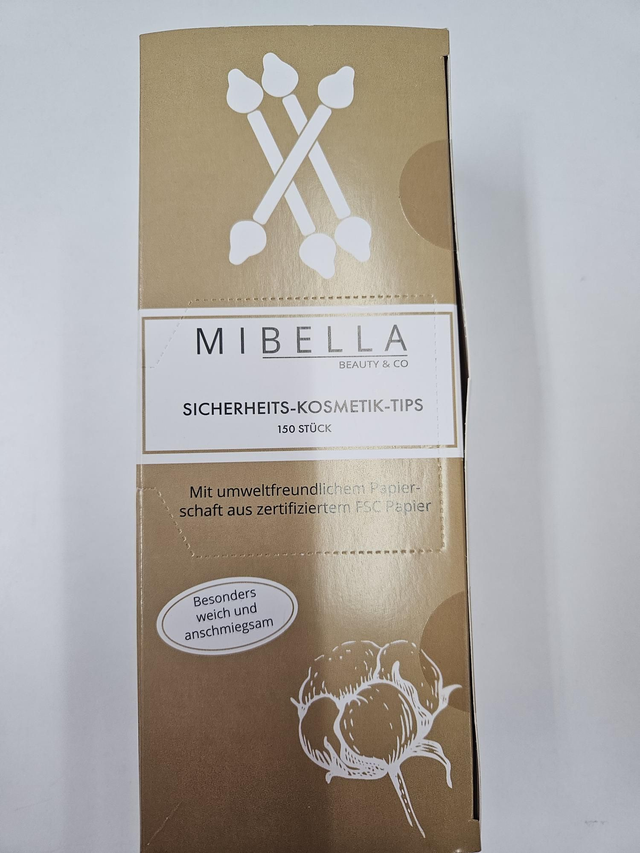 MIBELLA
BEAUTY & CO
SICHERHEITS-KOSMETIK-TIPS
150 STÜCK
Mit umweltfreundlichem Papier-
schaft aus zertifiziertem FSC Papier
Besonders
weich und
anschmiegsam